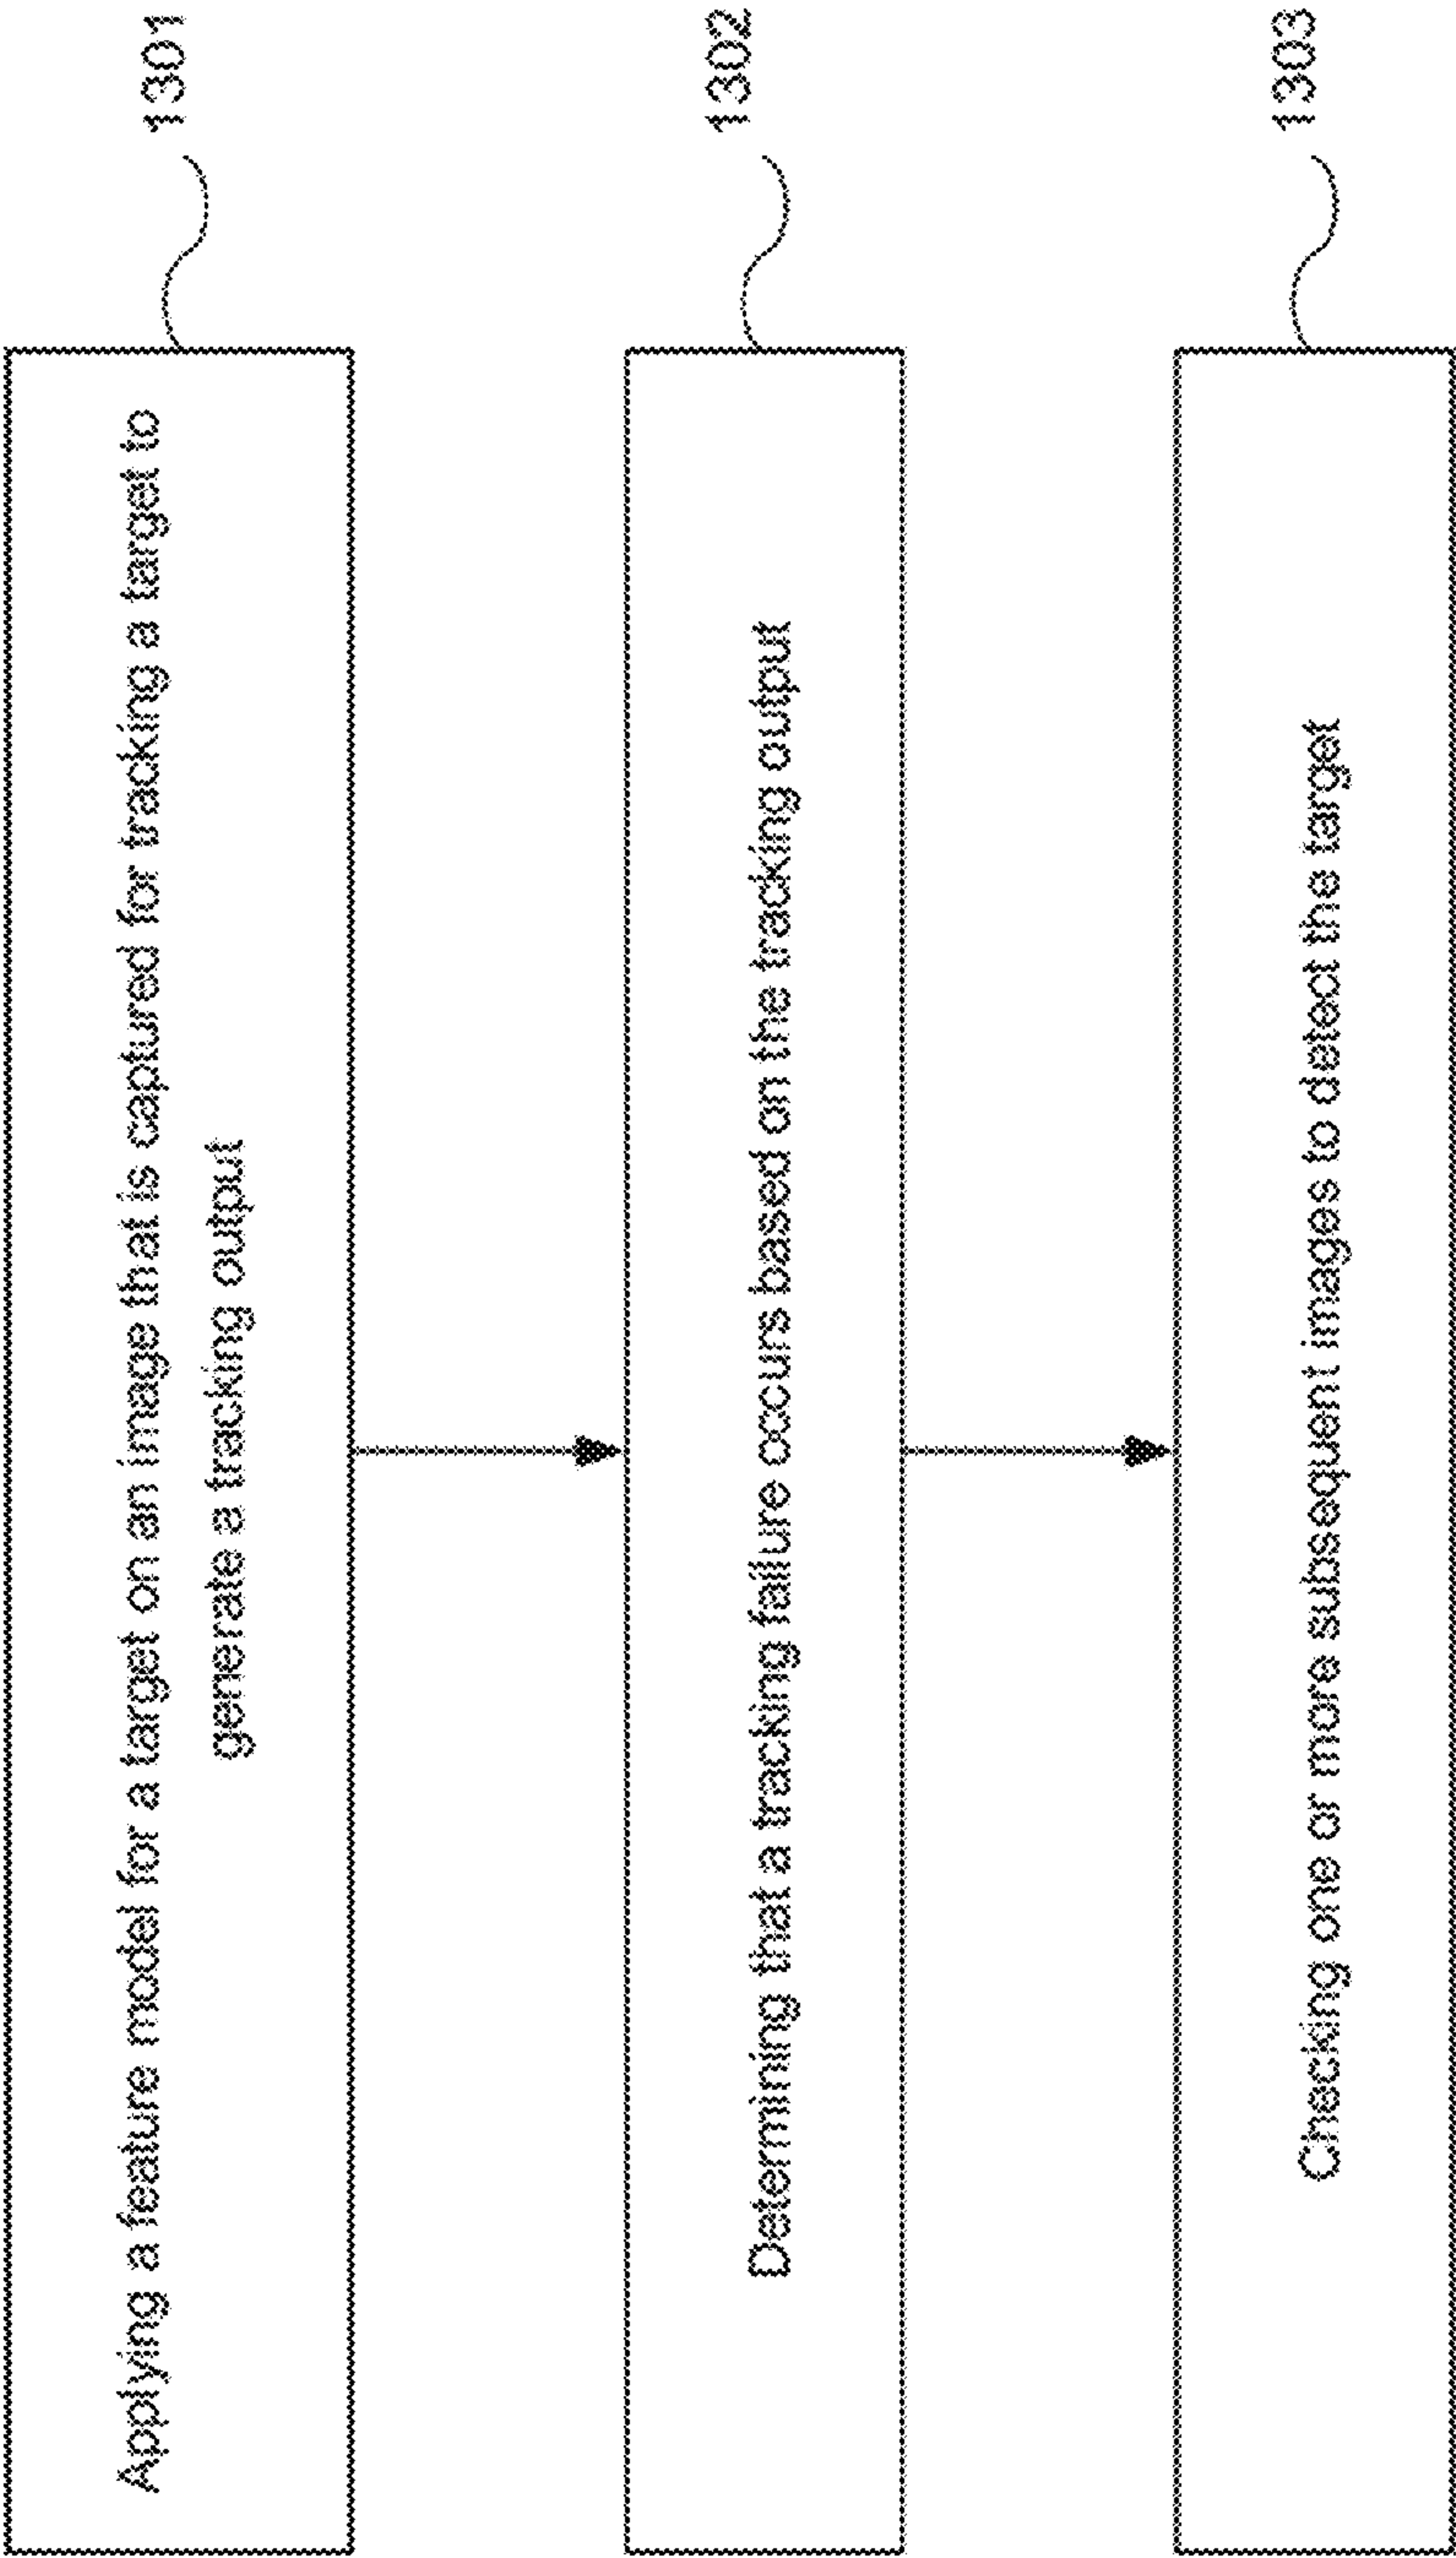 Applying a feature model for a target on an image that is captured for tracking a target to
generate a tracking output
1301
Determining that a tracking failure occurs based on the tracking output
1302
Checking one or more subsequent images to detect the target
1303